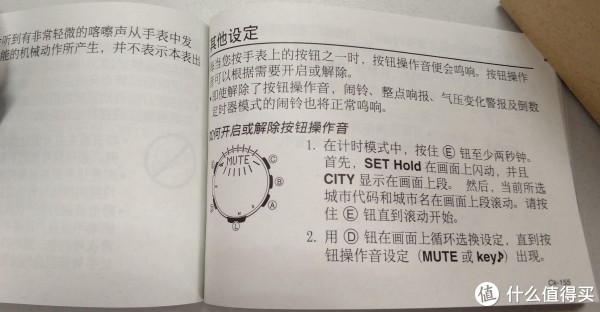 听到有非常轻微的喀嚓声从手表中发
能的机械动作所产生，并不表示本表出
其他设定
每当您按手表上的按钮之一时，按钮操作音便会鸣响。按钮操作
音可以根据需要开启或解除。
•即使解除了按钮操作音，闹铃、整点响报、气压变化警报及倒数
定时器模式的闹铃也将正常鸣响。
如何开启或解除按钮操作音
MUTE
C
B
A
L
1. 在计时模式中，按住 Ⓔ 钮至少两秒钟。
首先，SET Hold 在画面上闪动，并且
CITY 显示在画面上段。 然后，当前所选
城市代码和城市名在画面上段滚动。请按
住 Ⓔ 钮直到滚动开始。
2. 用 Ⓓ 钮在画面上循环选换设定，直到按
钮操作音设定（MUTE 或 key♪）出现。
Ck-155
值 什么值得买